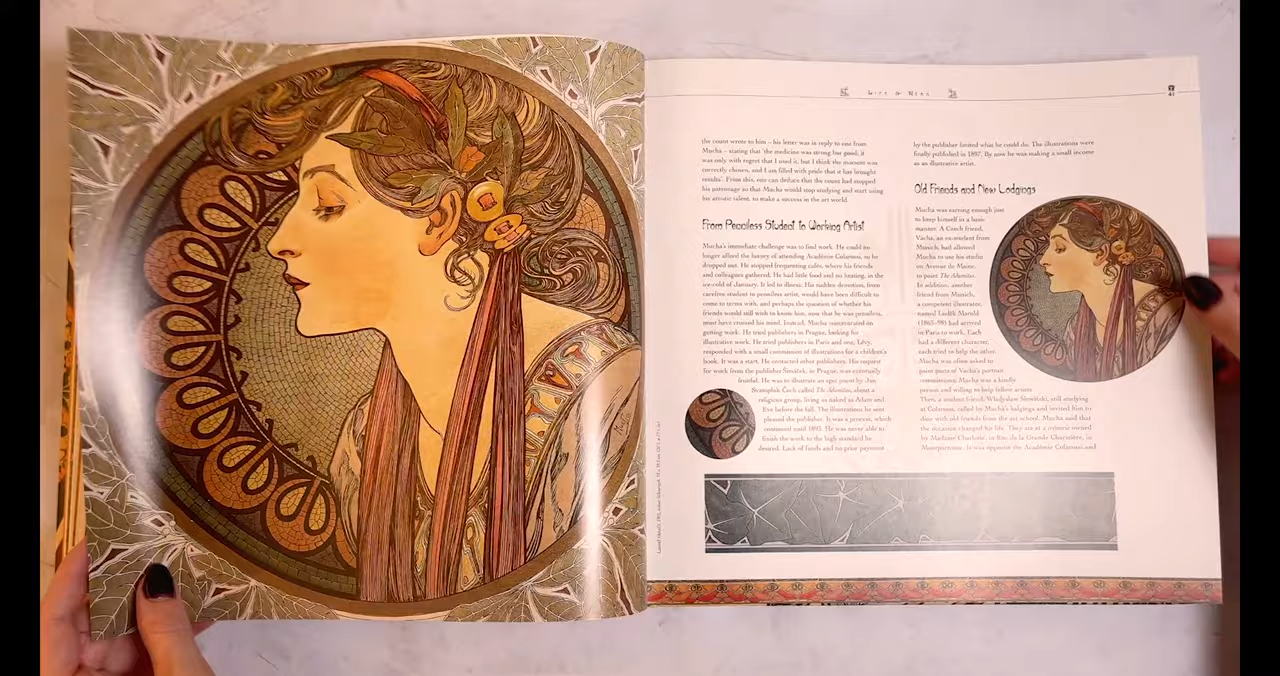 Life & Work
41
the count wrote to him – his letter was in reply to one from
Mucha – stating that 'the medicine was strong but good; it
was only with regret that I used it, but I think the moment was
correctly chosen, and I am filled with pride that it has brought
results'. From this, one can deduce that the count had stopped
his patronage so that Mucha would stop studying and start using
his artistic talent, to make a success in the art world.
From Penniless Student to Working Artist
Mucha's immediate challenge was to find work. He could no
longer afford the luxury of attending Académie Colarossi, so he
dropped out. He stopped frequenting cafés, where his friends
and colleagues gathered. He had little food and no heating, in the
ice-cold of January. It led to illness. His sudden demotion, from
carefree student to penniless artist, would have been difficult to
come to terms with, and perhaps the question of whether his
friends would still wish to know him, now that he was penniless,
must have crossed his mind. Instead, Mucha concentrated on
getting work. He tried publishers in Prague, looking for
illustrative work. He tried publishers in Paris and one, Lévy,
responded with a small commission of illustrations for a children's
book. It was a start. He contacted other publishers. His request
for work from the publisher Šimáček, in Prague, was eventually
fruitful. He was to illustrate an epic poem by Jan
Svatopluk Čech called The Adamites, about a
religious group, living as naked as Adam and
Eve before the fall. The illustrations he sent
pleased the publisher. It was a process, which
continued until 1893. He was never able to
finish the work to the high standard he
desired. Lack of funds and no prior payment
by the publisher limited what he could do. The illustrations were
finally published in 1897. By now he was making a small income
as an illustrative artist.
Old Friends and New Lodgings
Mucha was earning enough just
to keep himself in a basic
manner. A Czech friend,
Vacha, an ex-student from
Munich, had allowed
Mucha to use his studio
on Avenue de Maine,
to paint The Adamites.
In addition, another
friend from Munich,
a competent illustrator,
named Luděk Marold
(1865–98) had arrived
in Paris to work. Each
had a different character,
each tried to help the other.
Mucha was often asked to
paint parts of Vacha's portrait
commissions; Mucha was a kindly
person and willing to help fellow artists.
Then, a student friend, Wladyslaw Slewiński, still studying
at Colarossi, called by Mucha's lodgings and invited him to
dine with old friends from the art school. Mucha said that
the occasion changed his life. They ate at a crémerie owned
by Madame Charlotte, in Rue de la Grande Chaumière, in
Montparnasse. It was opposite the Académie Colarossi and